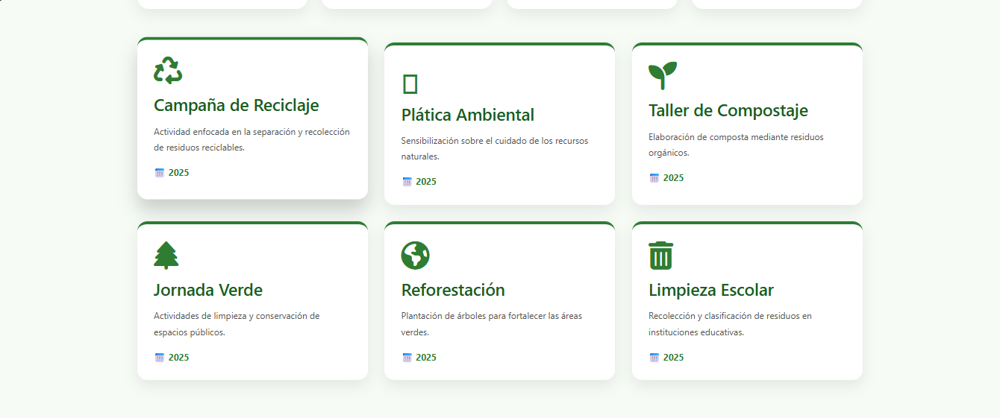 Campaña de Reciclaje
Actividad enfocada en la separación y recolección
de residuos reciclables.
2025
Plática Ambiental
Sensibilización sobre el cuidado de los recursos
naturales.
2025
Taller de Compostaje
Elaboración de composta mediante residuos
orgánicos.
2025
Jornada Verde
Actividades de limpieza y conservación de
espacios públicos.
2025
Reforestación
Plantación de árboles para fortalecer las áreas
verdes.
2025
Limpieza Escolar
Recolección y clasificación de residuos en
instituciones educativas.
2025